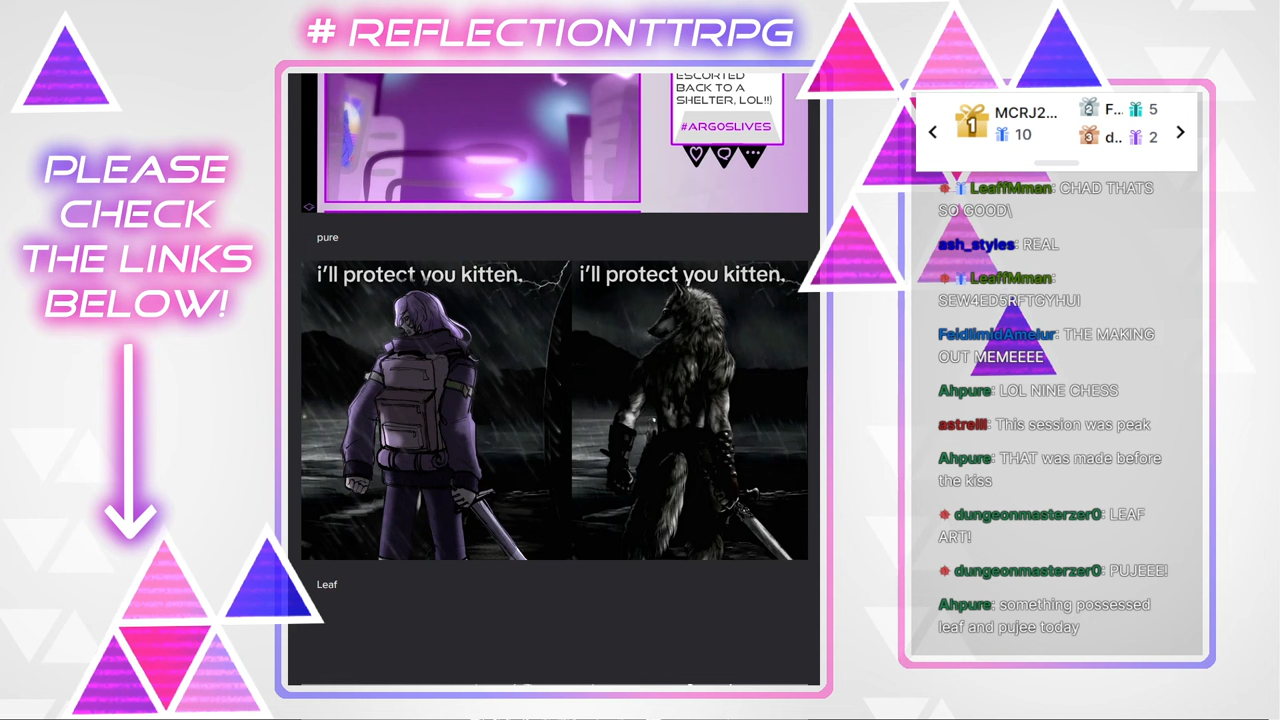 # REFLECTIONTTRPG
PLEASE
CHECK
THE LINKS
BELOW!
ESCORTED
BACK TO A
SHELTER, LOL!!)
#ARGOSLIVES
pure
i'll protect you kitten.
i'll protect you kitten.
Leaf
1
MCRJ2...
10
2
F...
5
3
d..
2
LeaffMman: CHAD THATS
SO GOOD\
ash_styles: REAL
LeaffMman:
SEW4ED5RFTGYHUI
FeidlimidAmelur: THE MAKING
OUT MEMEEEE
Ahpure: LOL NINE CHESS
This session was peak
Ahpure: THAT was made before
the kiss
dungeonmasterzer0: LEAF
ART!
dungeonmasterzer0: PUJEEE!
Ahpure: something possessed
leaf and pujee today